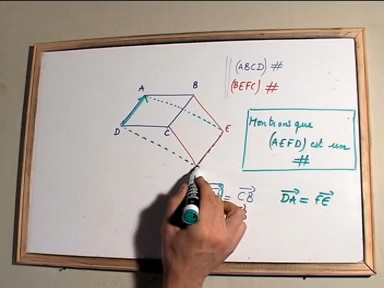 (ABCD) #
(BEFC) #
A
B
D
C
E
Montrons que
(AEFD) est un
#
= CB
DA = FE